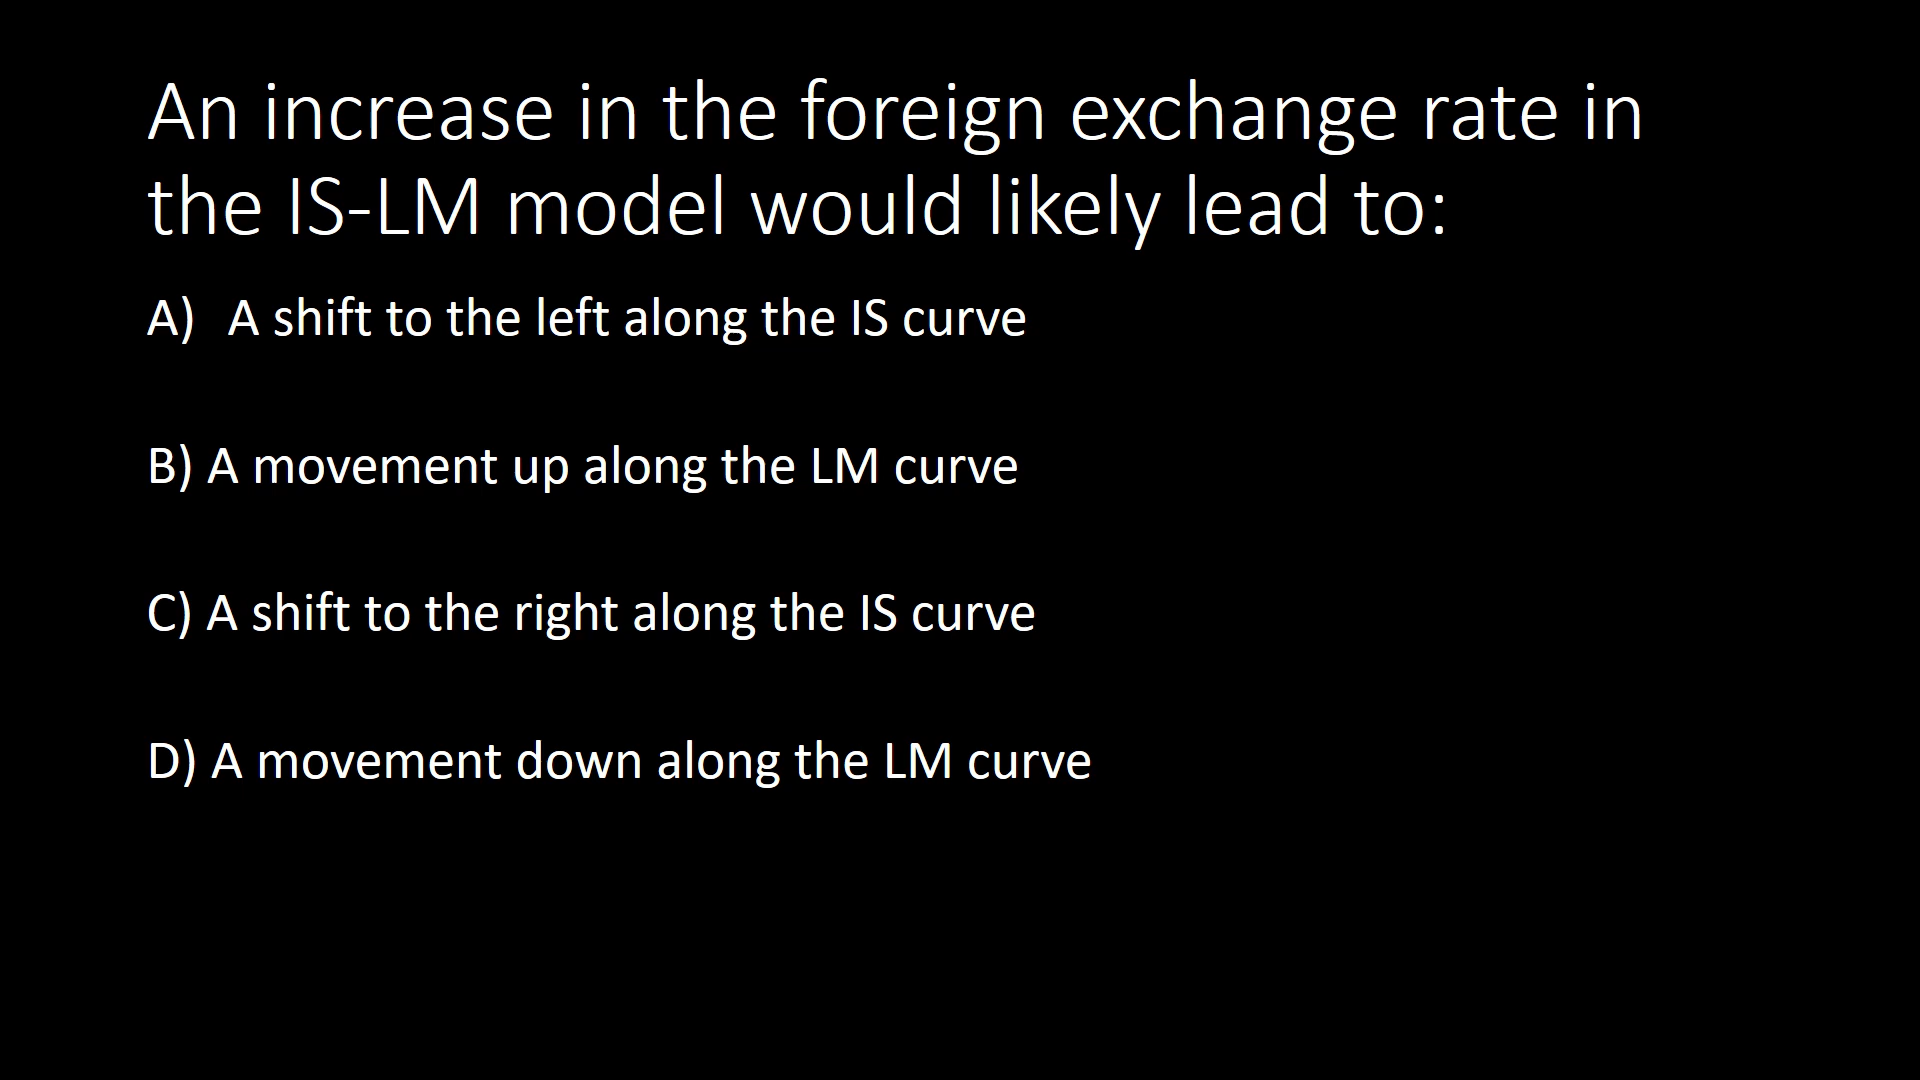 An increase in the foreign exchange rate in
the IS-LM model would likely lead to:
A) A shift to the left along the IS curve
B) A movement up along the LM curve
C) A shift to the right along the IS curve
D) A movement down along the LM curve